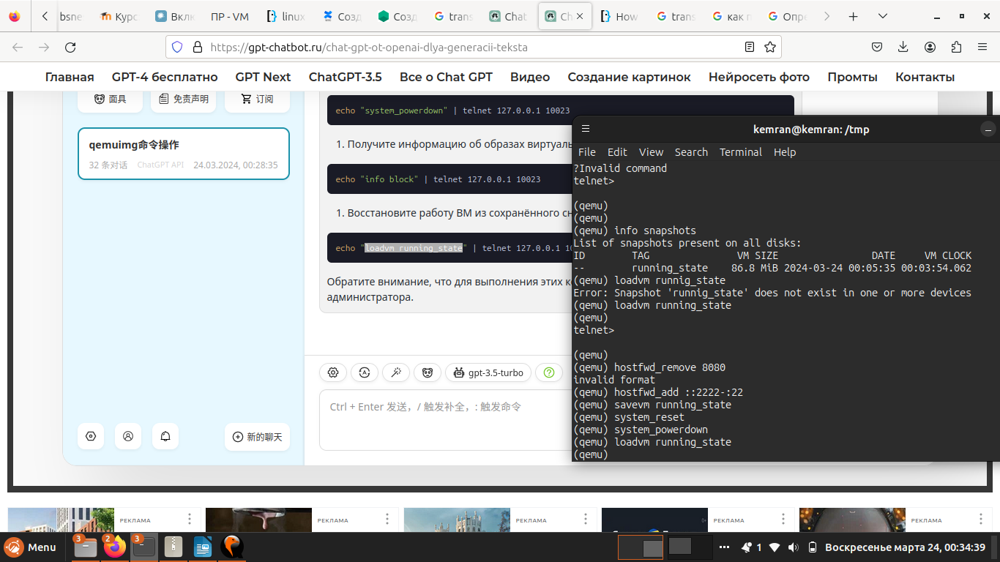 bsne
Курс
Вклю
ПР - VM
linux
Созд
Созд
trans
Chat
Ch
How
trans
как п
Опре
https://gpt-chatbot.ru/chat-gpt-ot-openai-dlya-generacii-teksta
Главная GPT-4 бесплатно GPT Next ChatGPT-3.5 Все о Chat GPT Видео Создание картинок Нейросеть фото Промты Контакты
面具 免责声明 订阅
qemuimg命令操作
32 条对话 ChatGPT API 24.03.2024, 00:28:35
新的聊天
echo "system_powerdown" | telnet 127.0.0.1 10023
1. Получите информацию об образах виртуаль
echo "info block" | telnet 127.0.0.1 10023
1. Восстановите работу ВМ из сохранённого сн
echo "loadvm running_state" | telnet 127.0.0.1 10
Обратите внимание, что для выполнения этих к
администратора.
gpt-3.5-turbo
Ctrl + Enter 发送，/ 触发补全，: 触发命令
kemran@kemran: /tmp
File Edit View Search Terminal Help
?Invalid command
telnet>
(qemu)
(qemu)
(qemu) info snapshots
List of snapshots present on all disks:
ID TAG VM SIZE DATE VM CLOCK
-- running_state 86.8 MiB 2024-03-24 00:05:35 00:03:54.062
(qemu) loadvm runnig_state
Error: Snapshot 'runnig_state' does not exist in one or more devices
(qemu) loadvm running_state
(qemu)
telnet>
(qemu)
(qemu) hostfwd_remove 8080
invalid format
(qemu) hostfwd_add ::2222-:22
(qemu) savevm running_state
(qemu) system_reset
(qemu) system_powerdown
(qemu) loadvm running_state
(qemu)
РЕКЛАМА
РЕКЛАМА
РЕКЛАМА
РЕКЛАМА
РЕКЛАМА
Menu 3 2 3 1 Воскресенье марта 24, 00:34:39